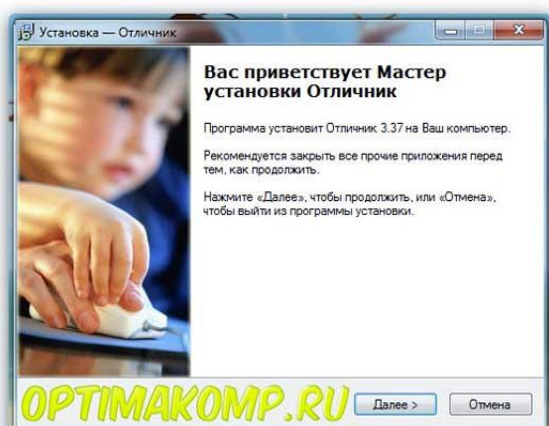 Установка — Отличник
Вас приветствует Мастер
установки Отличник
Программа установит Отличник 3.37 на Ваш компьютер.
Рекомендуется закрыть все прочие приложения перед
тем, как продолжить.
Нажмите «Далее», чтобы продолжить, или «Отмена»,
чтобы выйти из программы установки.
OPTIMAKOMP.RU
Далее >
Отмена